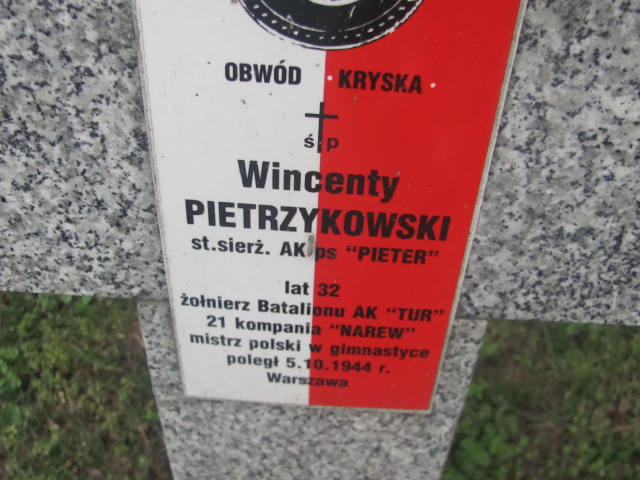 OBWÓD · KRYSKA ·
ś p
Wincenty
PIETRZYKOWSKI
st.sierż. AK ps "PIETER"
lat 32
żołnierz Batalionu AK "TUR"
21 kompania "NAREW"
mistrz polski w gimnastyce
poległ 5.10.1944 r.
Warszawa